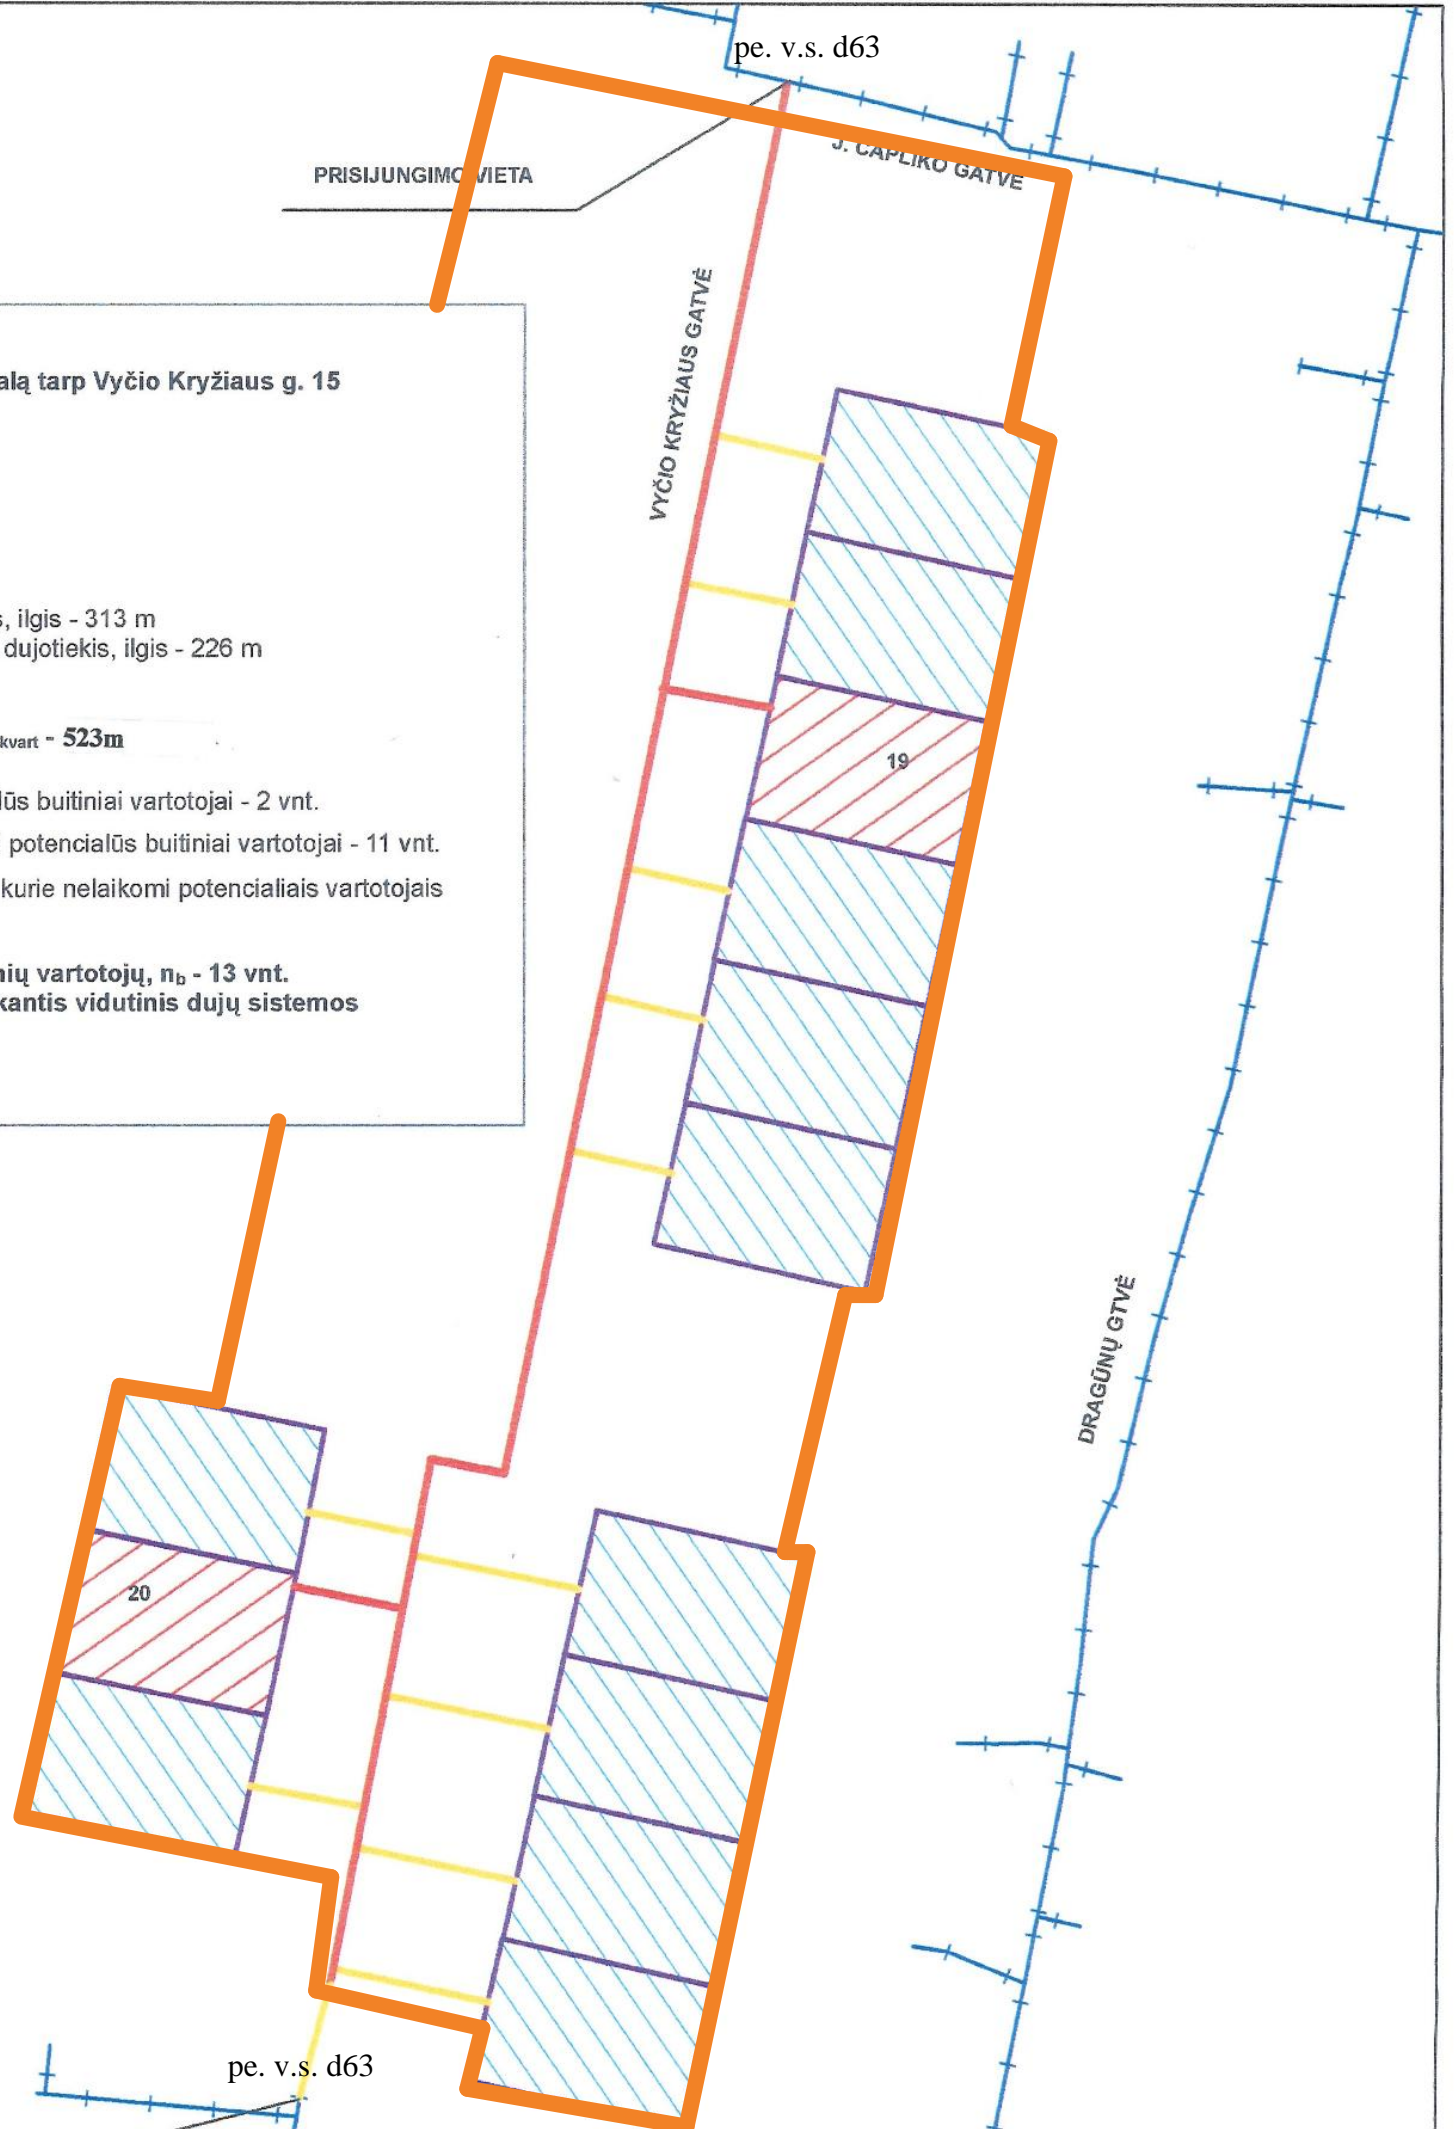 pe. v.s. d63
J. ČAPLIKO GATVĖ
PRISIJUNGIMO VIETA
VYČIO KRYŽIAUS GATVĖ
alą tarp Vyčio Kryžiaus g. 15
s, ilgis - 313 m
dujotiekis, ilgis - 226 m
kvart - 523m
lūs buitiniai vartotojai - 2 vnt.
potencialūs buitiniai vartotojai - 11 vnt.
kurie nelaikomi potencialiais vartotojais
nių vartotojų, nb - 13 vnt.
kantis vidutinis dujų sistemos
19
DRAGŪNŲ GTVĖ
20
pe. v.s. d63